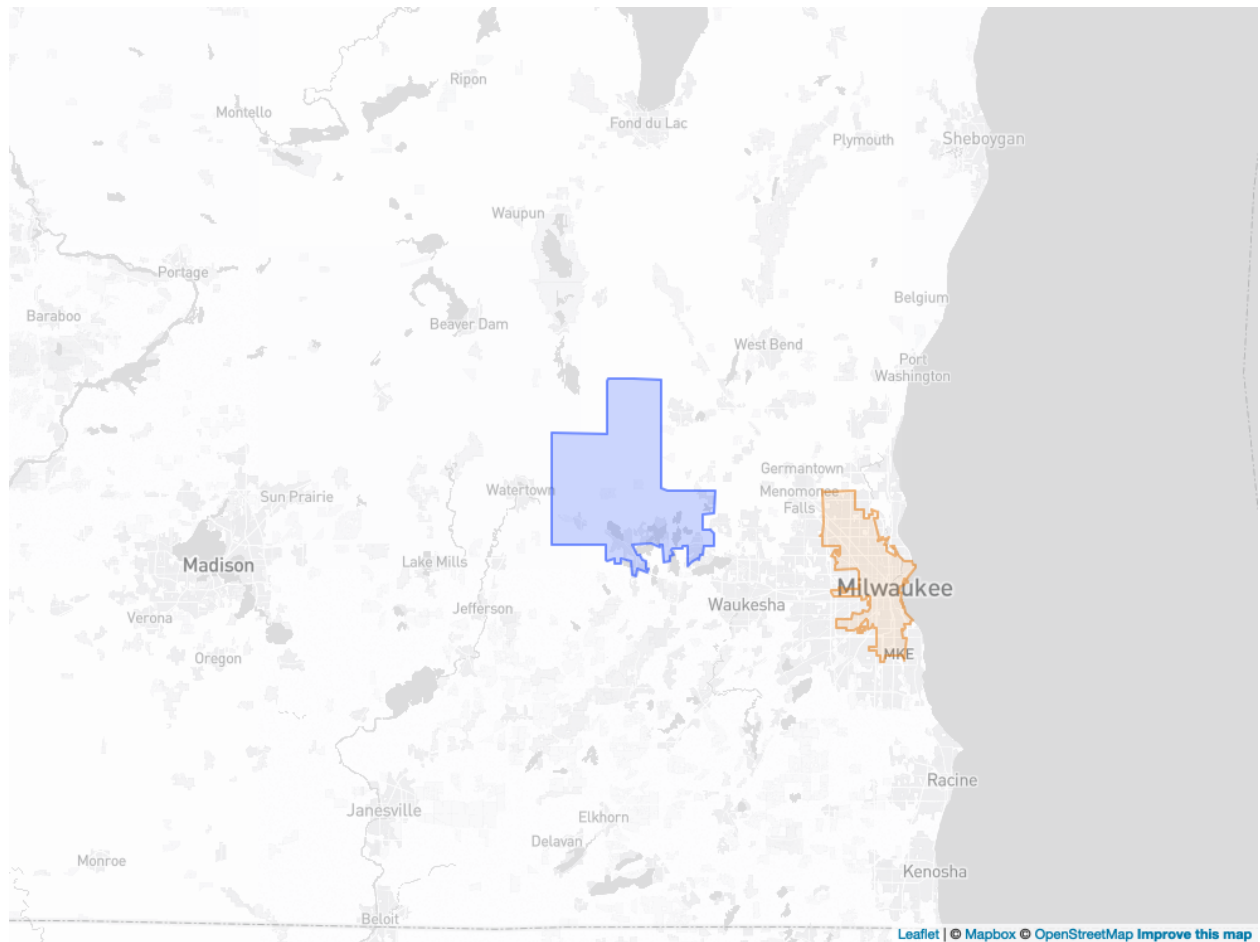 Ripon
Montello
Fond du Lac
Plymouth
Sheboygan
Waupun
Portage
Baraboo
Belgium
Beaver Dam
West Bend
Port
Washington
Germantown
Menomonee
Falls
Watertown
Sun Prairie
Madison
Lake Mills
Milwaukee
Jefferson
Waukesha
Verona
Oregon
MKE
Racine
Janesville
Elkhorn
Delavan
Monroe
Kenosha
Beloit
Leaflet | © Mapbox © OpenStreetMap Improve this map